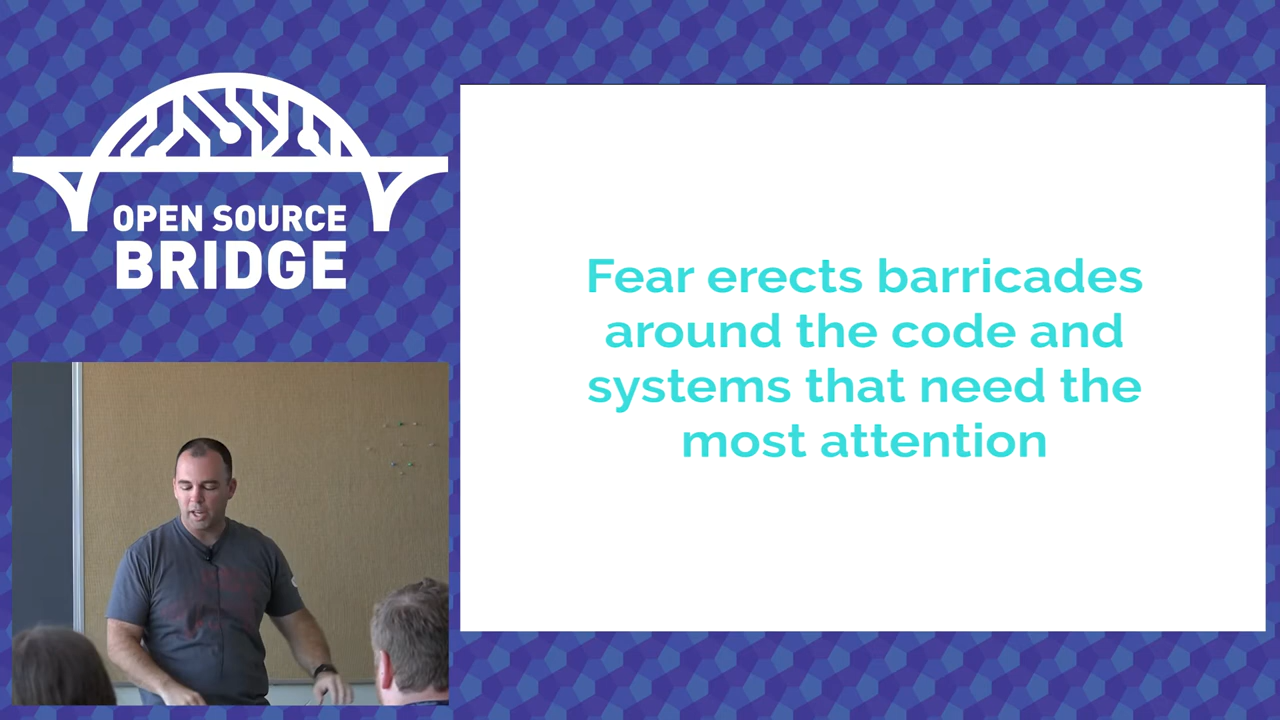 OPEN SOURCE
BRIDGE
Fear erects barricades
around the code and
systems that need the
most attention